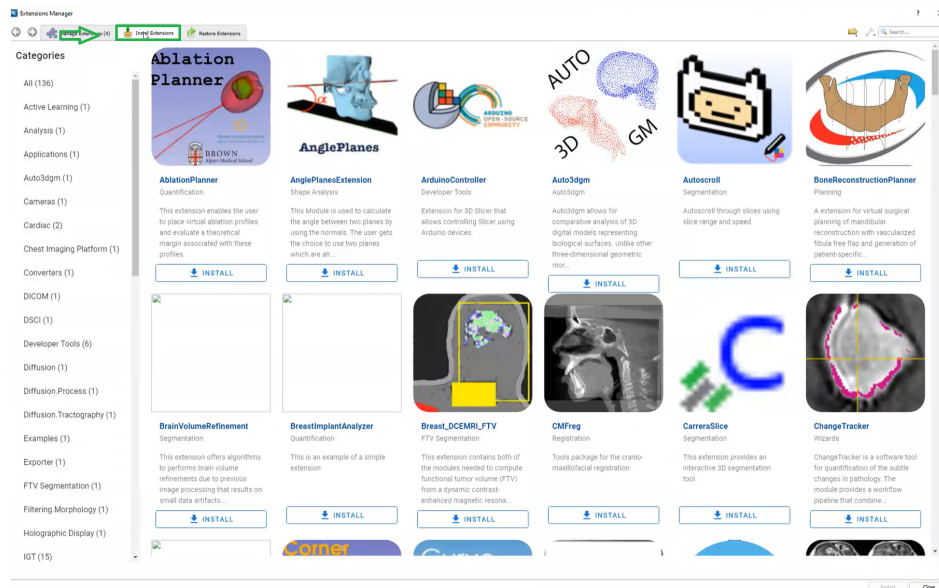 Extensions Manager
?
Manage Extensions (4)
Install Extensions
Restore Extensions
Search...
Categories
All (136)
Active Learning (1)
Analysis (1)
Applications (1)
Auto3dgm (1)
Cameras (1)
Cardiac (2)
Chest Imaging Platform (1)
Converters (1)
DICOM (1)
DSCI (1)
Developer Tools (6)
Diffusion (1)
Diffusion.Process (1)
Diffusion.Tractography (1)
Examples (1)
Exporter (1)
FTV Segmentation (1)
Filtering.Morphology (1)
Holographic Display (1)
IGT (15)
Ablation
Planner
BROWN
Alpert Medical School
AblationPlanner
Quantification
This extension enables the user
to place virtual ablation profiles
and evaluate a theoretical
margin associated with these
profiles.
INSTALL
α
AnglePlanes
AnglePlanesExtension
Shape Analysis
This Module is used to calculate
the angle between two planes by
using the normals. The user gets
the choice to use two planes
which are alr...
INSTALL
ARDUINO
OPEN-SOURCE
COMMUNITY
ArduinoController
Developer Tools
Extension for 3D Slicer that
allows controlling Slicer using
Arduino devices.
INSTALL
AUTO
3D
GM
Auto3dgm
Auto3dgm
Auto3dgm allows for
comparative analysis of 3D
digital models representing
biological surfaces. Unlike other
three-dimensional geometric
mor...
INSTALL
Autoscroll
Segmentation
Autoscroll through slices using
slice range and speed
INSTALL
BoneReconstructionPlanner
Planning
A extension for virtual surgical
planning of mandibular
reconstruction with vascularized
fibula free flap and generation of
patient-specific...
INSTALL
BrainVolumeRefinement
Segmentation
This extension offers algorithms
to performs brain volume
refinements due to previous
image processing that results on
small data artifacts....
INSTALL
BreastImplantAnalyzer
Quantification
This is an example of a simple
extension
INSTALL
Breast_DCEMRI_FTV
FTV Segmentation
This extension contains both of
the modules needed to compute
functional tumor volume (FTV)
from a dynamic contrast-
enhanced magnetic resona...
INSTALL
CMFreg
Registration
Tools package for the cranio-
maxillofacial registration
INSTALL
C
CarreraSlice
Segmentation
This extension provides an
interactive 3D segmentation
tool.
INSTALL
ChangeTracker
Wizards
ChangeTracker is a software tool
for quantification of the subtle
changes in pathology. The
module provides a workflow
pipeline that combine...
INSTALL
Corner
Curve
Restart
Close